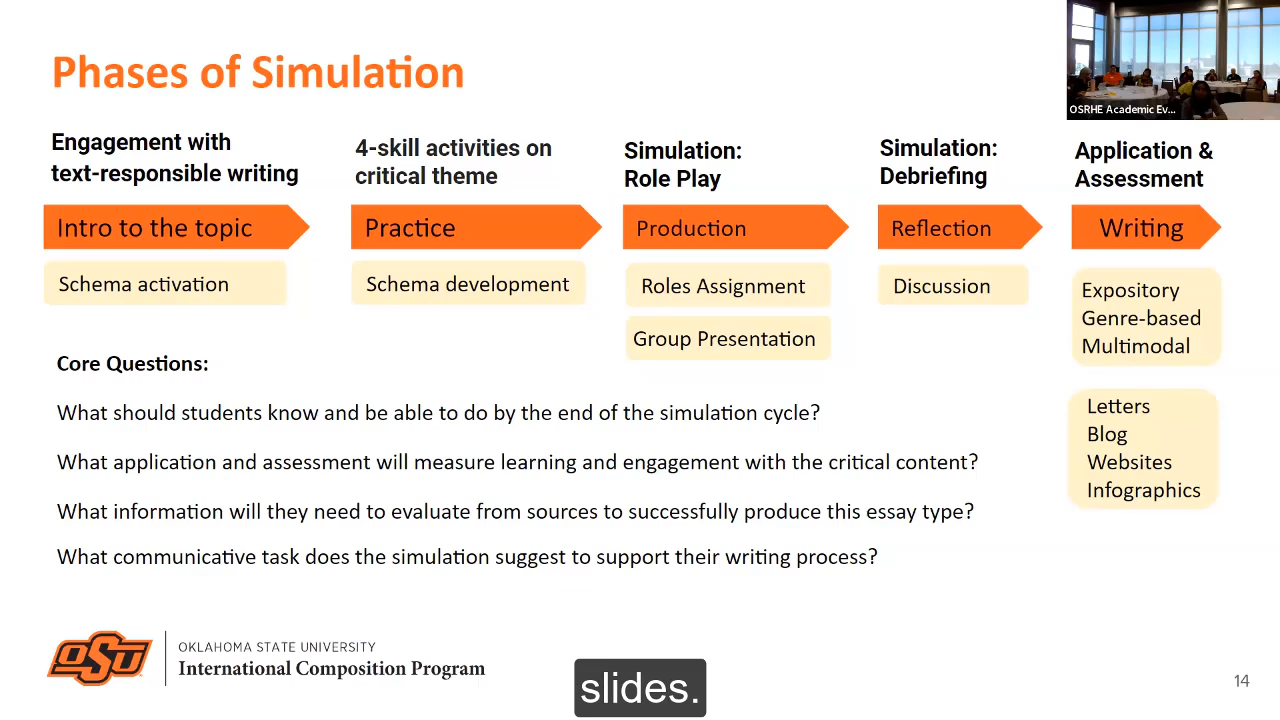 Phases of Simulation
OSRHE Academic Ev...
Engagement with
text-responsible writing
4-skill activities on
critical theme
Simulation:
Role Play
Simulation:
Debriefing
Application &
Assessment
Intro to the topic
Practice
Production
Reflection
Writing
Schema activation
Schema development
Roles Assignment
Group Presentation
Discussion
Expository
Genre-based
Multimodal
Letters
Blog
Websites
Infographics
Core Questions:
What should students know and be able to do by the end of the simulation cycle?
What application and assessment will measure learning and engagement with the critical content?
What information will they need to evaluate from sources to successfully produce this essay type?
What communicative task does the simulation suggest to support their writing process?
OSU
OKLAHOMA STATE UNIVERSITY
International Composition Program
slides.
14